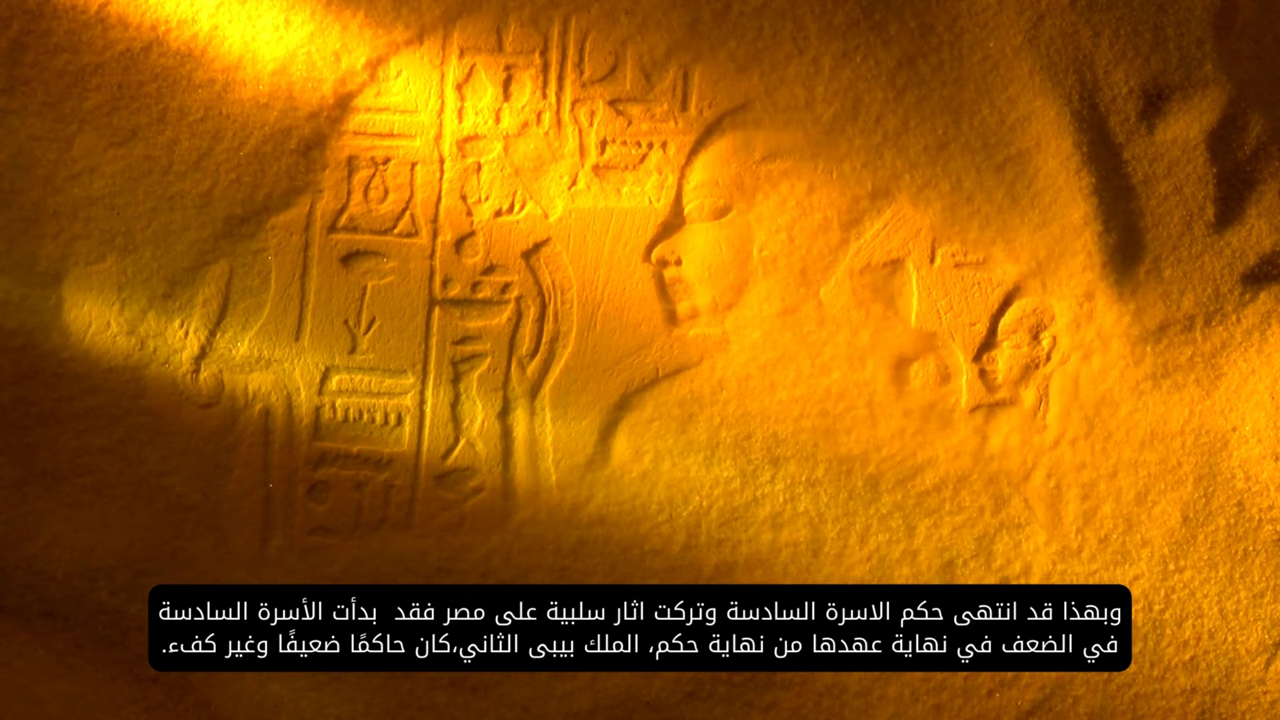 وبهذا قد انتهى حكم الاسرة السادسة وتركت اثار سلبية على مصر فقد  بدأت الأسرة السادسة
في الضعف في نهاية عهدها من نهاية حكم، الملك بيبى الثاني،كان حاكمًا ضعيفًا وغير كفء.